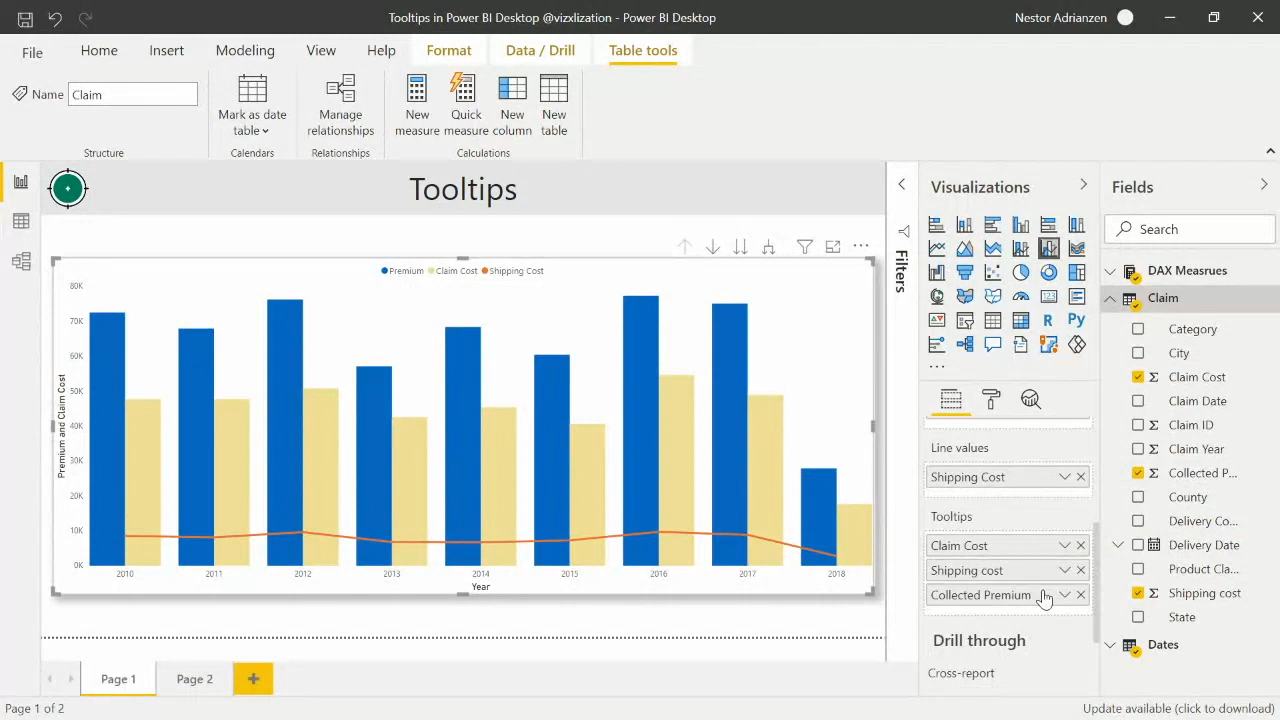 Tooltips in Power BI Desktop @vizxlization - Power BI Desktop
Nestor Adrianzen
File
Home
Insert
Modeling
View
Help
Format
Data / Drill
Table tools
Name
Claim
Mark as date
table
Manage
relationships
New
measure
Quick
measure
New
column
New
table
Structure
Calendars
Relationships
Calculations
Tooltips
Premium
Claim Cost
Shipping Cost
Premium and Claim Cost
80K
70K
60K
50K
40K
30K
20K
10K
0K
2010
2011
2012
2013
2014
2015
2016
2017
2018
Year
Filters
Visualizations
R
Py
123
Line values
Shipping Cost
Tooltips
Claim Cost
Shipping cost
Collected Premium
Drill through
Cross-report
Fields
Search
DAX Measrues
Claim
Category
City
Claim Cost
Claim Date
Claim ID
Claim Year
Collected P...
County
Delivery Co...
Delivery Date
Product Cla...
Shipping cost
State
Dates
Page 1
Page 2
Page 1 of 2
Update available (click to download)